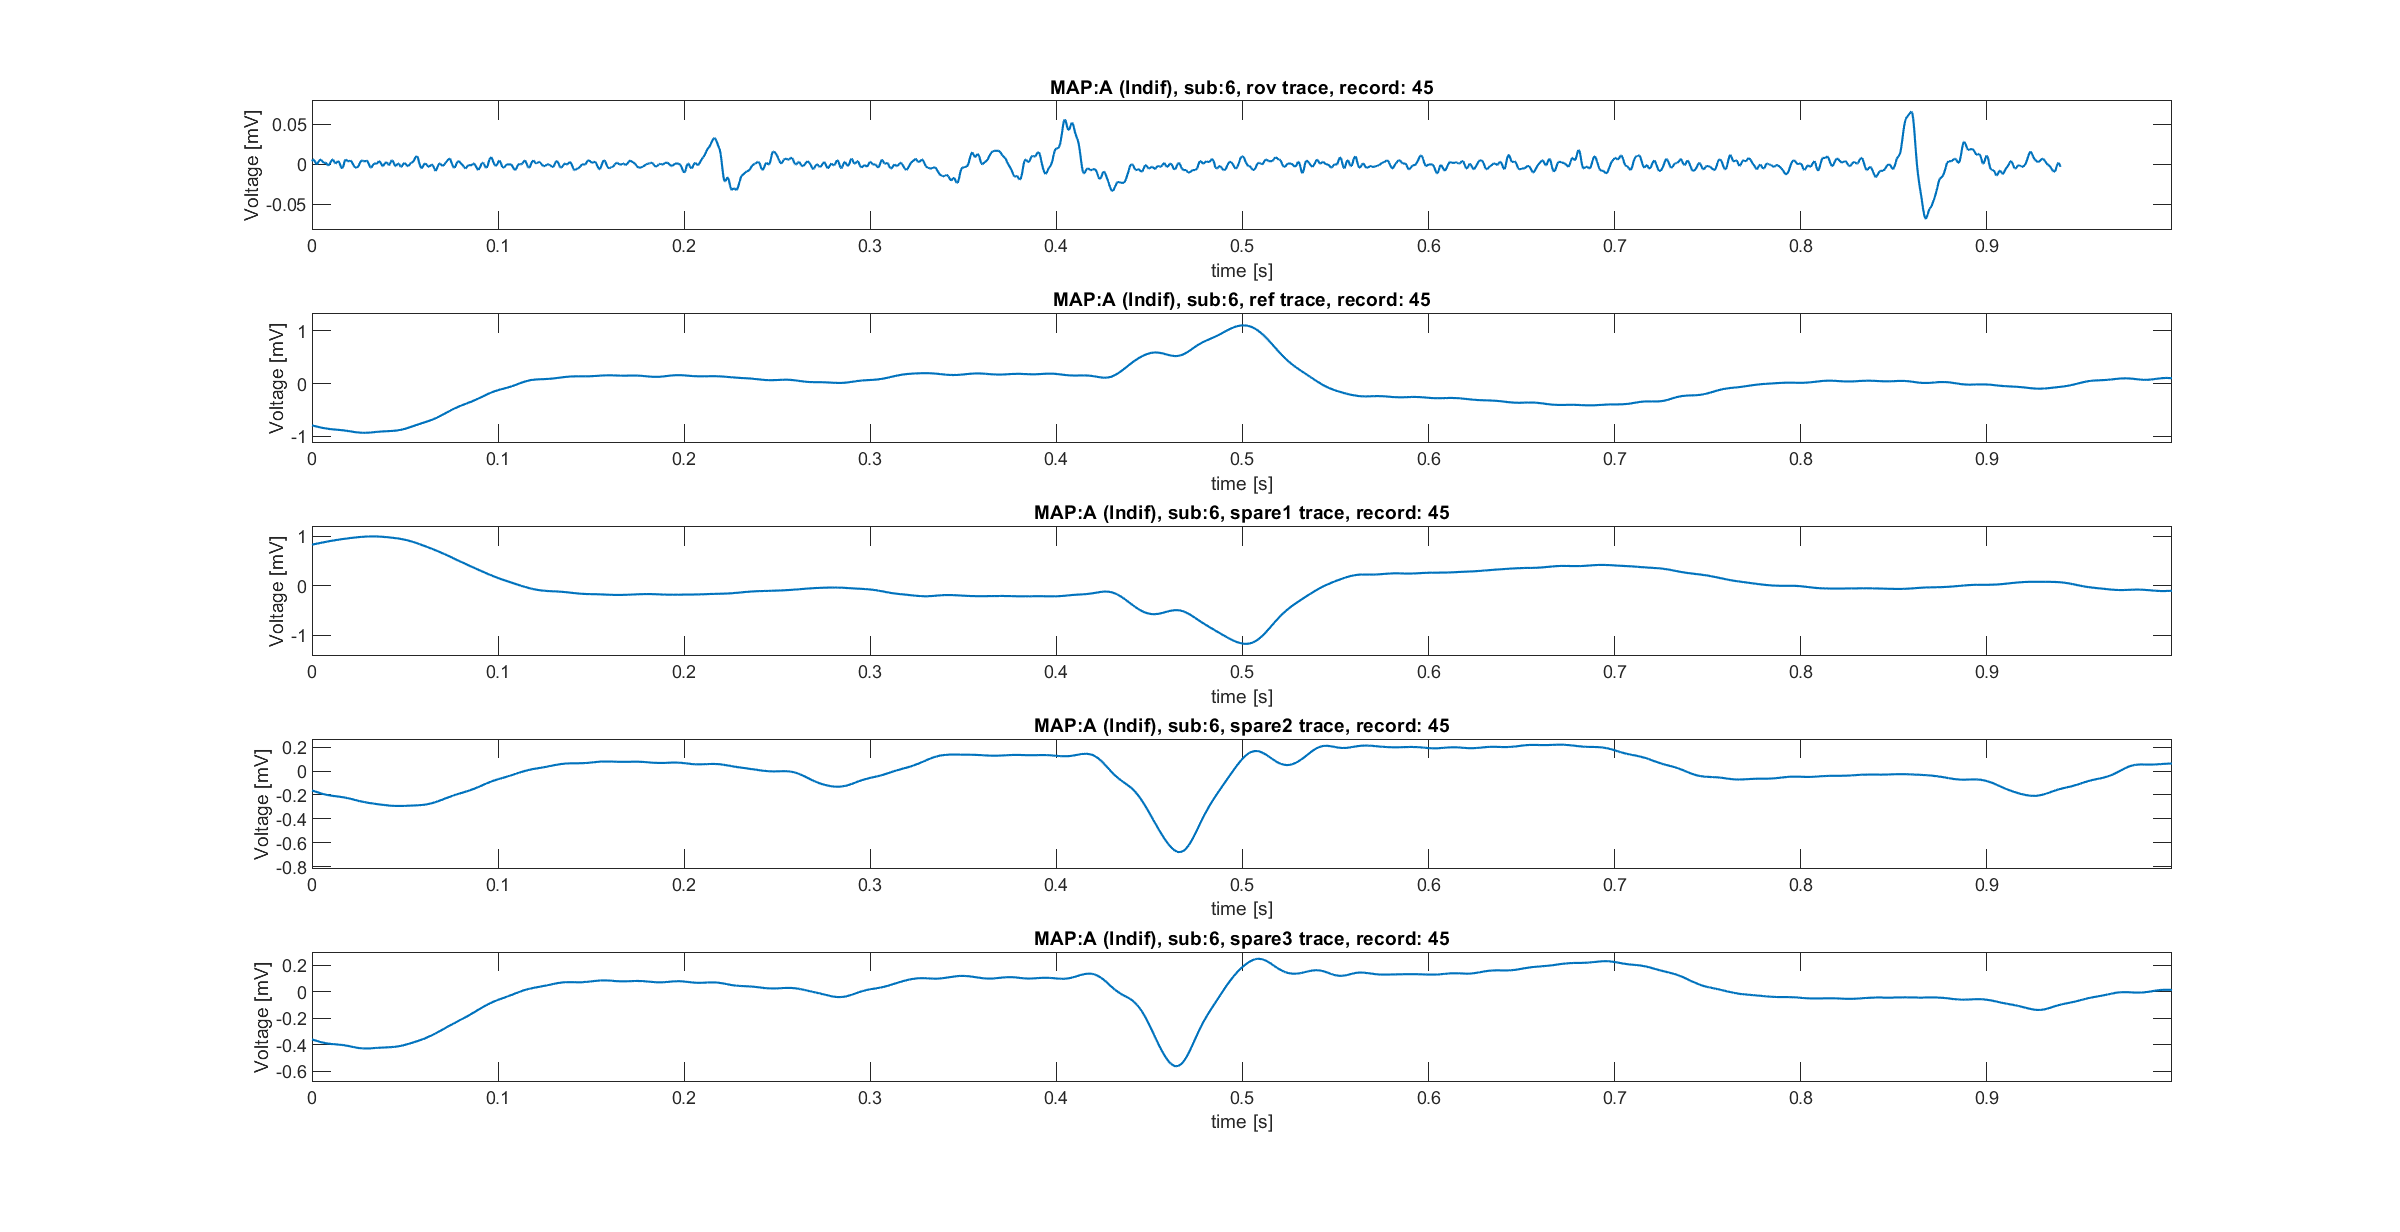 MAP:A (Indif), sub:6, rov trace, record: 45
Voltage [mV]
0.05
0
-0.05
0 0.1 0.2 0.3 0.4 0.5 0.6 0.7 0.8 0.9
time [s]
MAP:A (Indif), sub:6, ref trace, record: 45
Voltage [mV]
1
0
-1
0 0.1 0.2 0.3 0.4 0.5 0.6 0.7 0.8 0.9
time [s]
MAP:A (Indif), sub:6, spare1 trace, record: 45
Voltage [mV]
1
0
-1
0 0.1 0.2 0.3 0.4 0.5 0.6 0.7 0.8 0.9
time [s]
MAP:A (Indif), sub:6, spare2 trace, record: 45
Voltage [mV]
0.2
0
-0.2
-0.4
-0.6
-0.8
0 0.1 0.2 0.3 0.4 0.5 0.6 0.7 0.8 0.9
time [s]
MAP:A (Indif), sub:6, spare3 trace, record: 45
Voltage [mV]
0.2
0
-0.2
-0.4
-0.6
0 0.1 0.2 0.3 0.4 0.5 0.6 0.7 0.8 0.9
time [s]